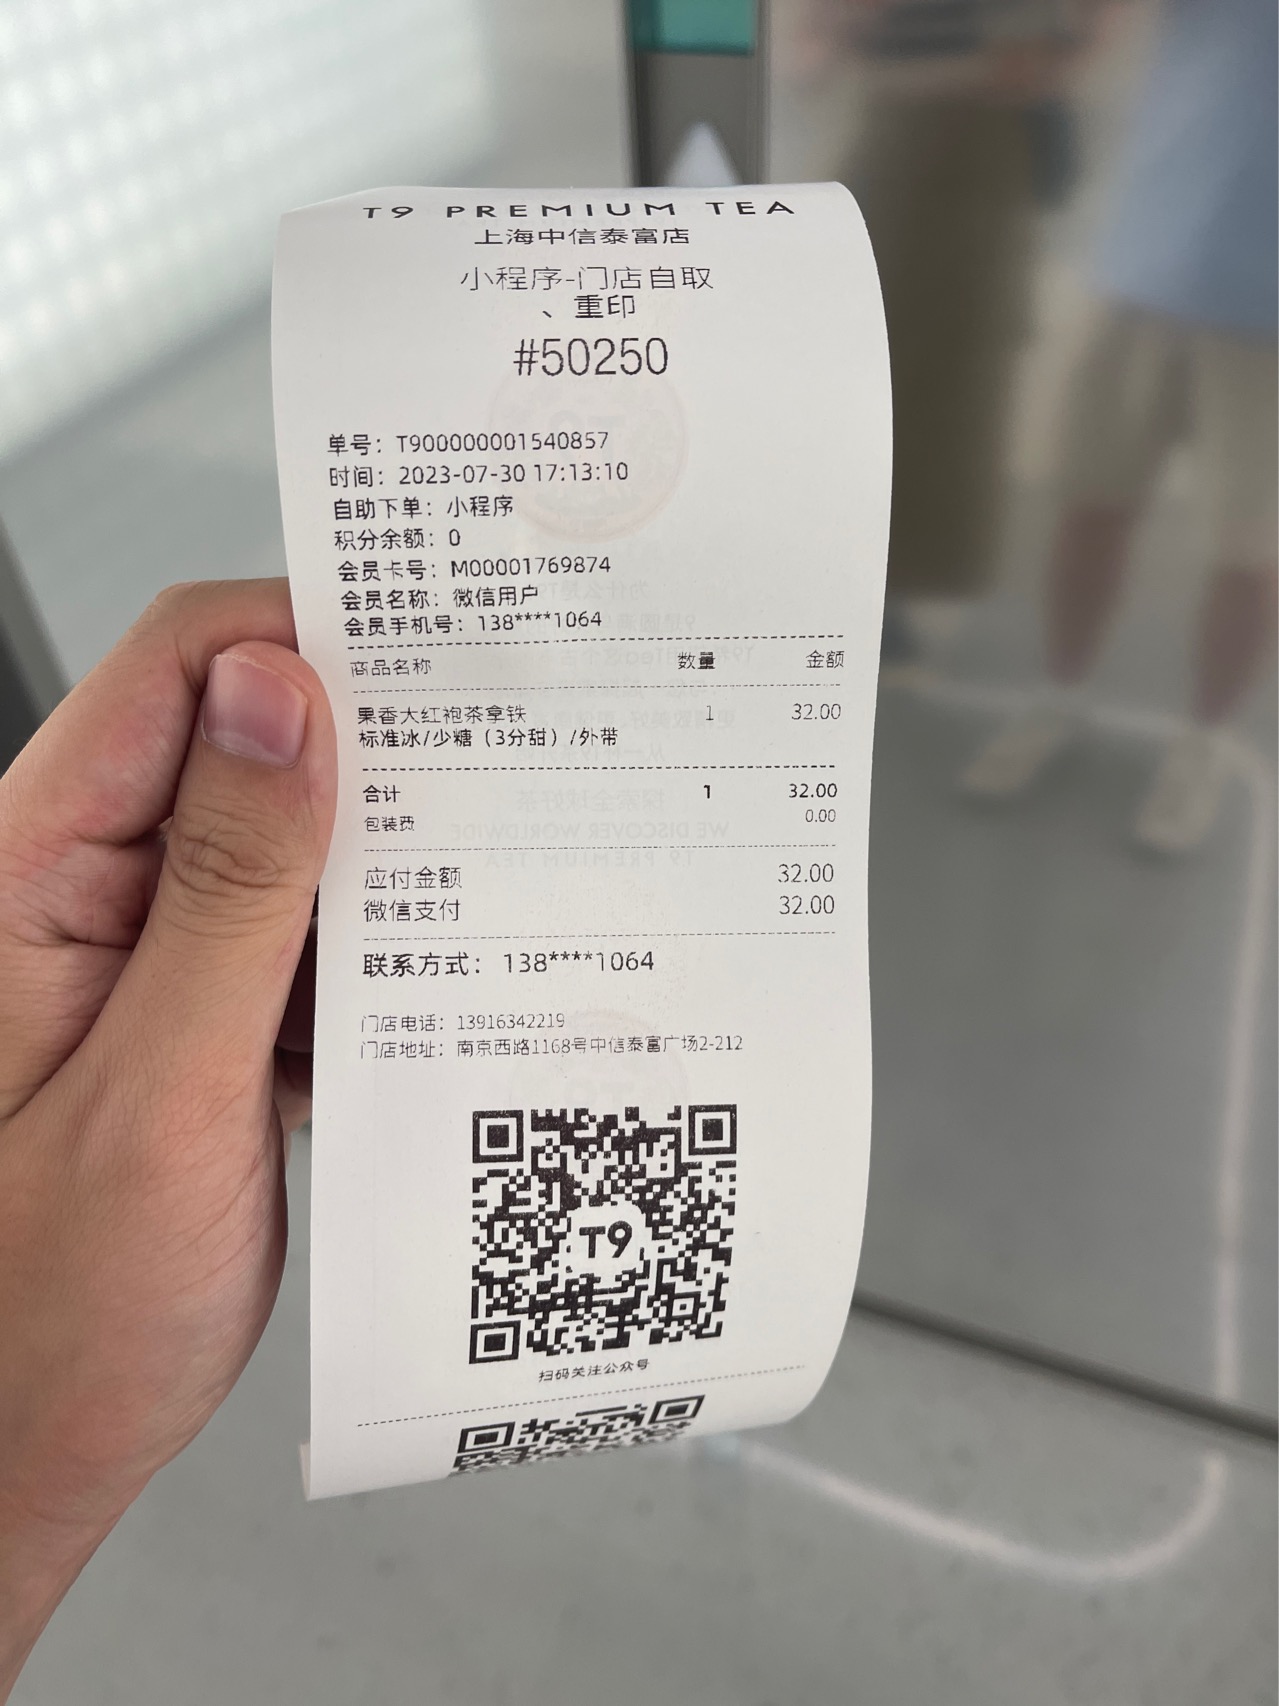 T9 PREMIUM TEA
上海中信泰富店
小程序-门店自取
、重印
#50250
单号：T900000001540857
时间：2023-07-30 17:13:10
自助下单：小程序
积分余额：0
会员卡号：M00001769874
会员名称：微信用户
会员手机号：138****1064
商品名称 数量 金额
果香大红袍茶拿铁 1 32.00
标准冰/少糖（3分甜）/外带
合计 1 32.00
包装费 0.00
应付金额 32.00
微信支付 32.00
联系方式：138****1064
门店电话：13916342219
门店地址：南京西路1168号中信泰富广场2-212
T9
扫码关注公众号